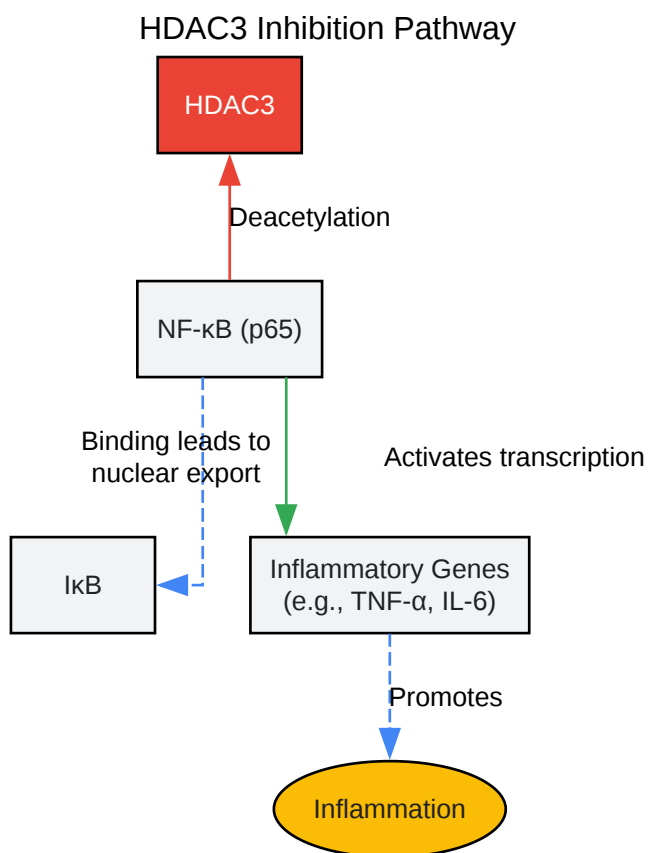 HDAC3 Inhibition Pathway
HDAC3
Deacetylation
NF-κB (p65)
Binding leads to
nuclear export
Activates transcription
IκB
Inflammatory Genes
(e.g., TNF-α, IL-6)
Promotes
Inflammation